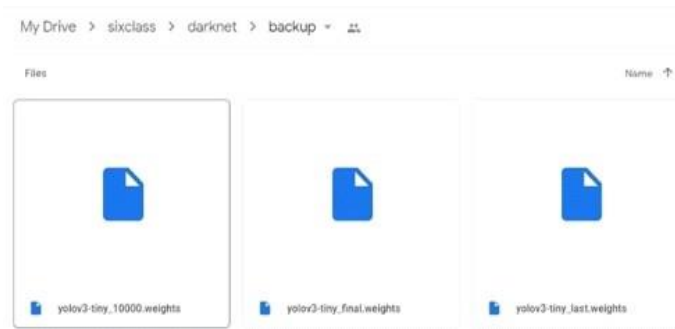 My Drive > sixclass > darknet > backup
Files Name ↑
yolov3-tiny_10000.weights yolov3-tiny_final.weights yolov3-tiny_last.weights